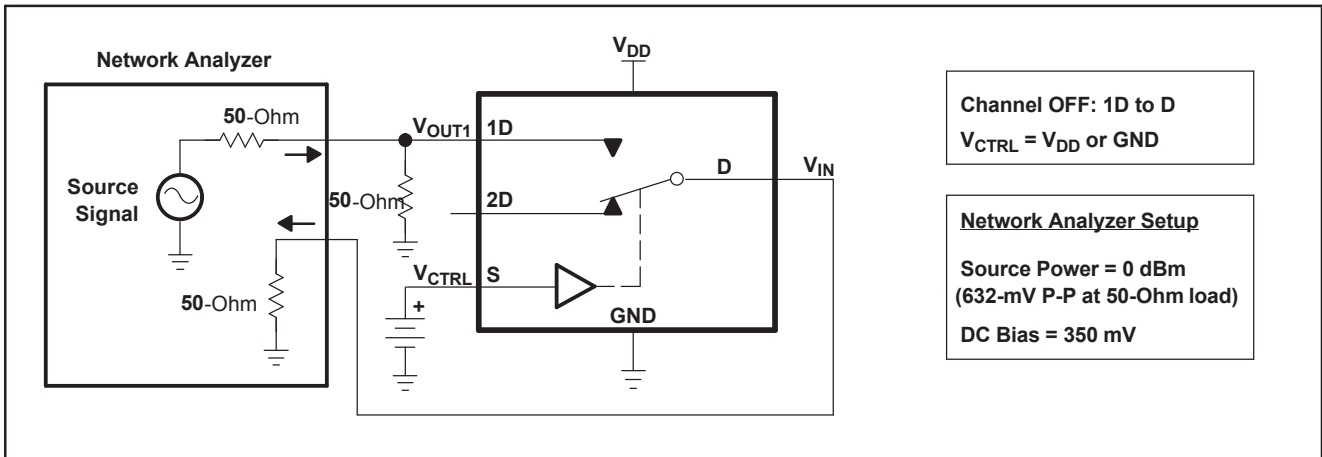 Network Analyzer
50-Ohm
Source
Signal
50-Ohm
50-Ohm
VDD
VOUT1
1D
2D
D
VIN
VCTRL
S
+
GND
Channel OFF: 1D to D
VCTRL = VDD or GND
Network Analyzer Setup
Source Power = 0 dBm
(632-mV P-P at 50-Ohm load)
DC Bias = 350 mV